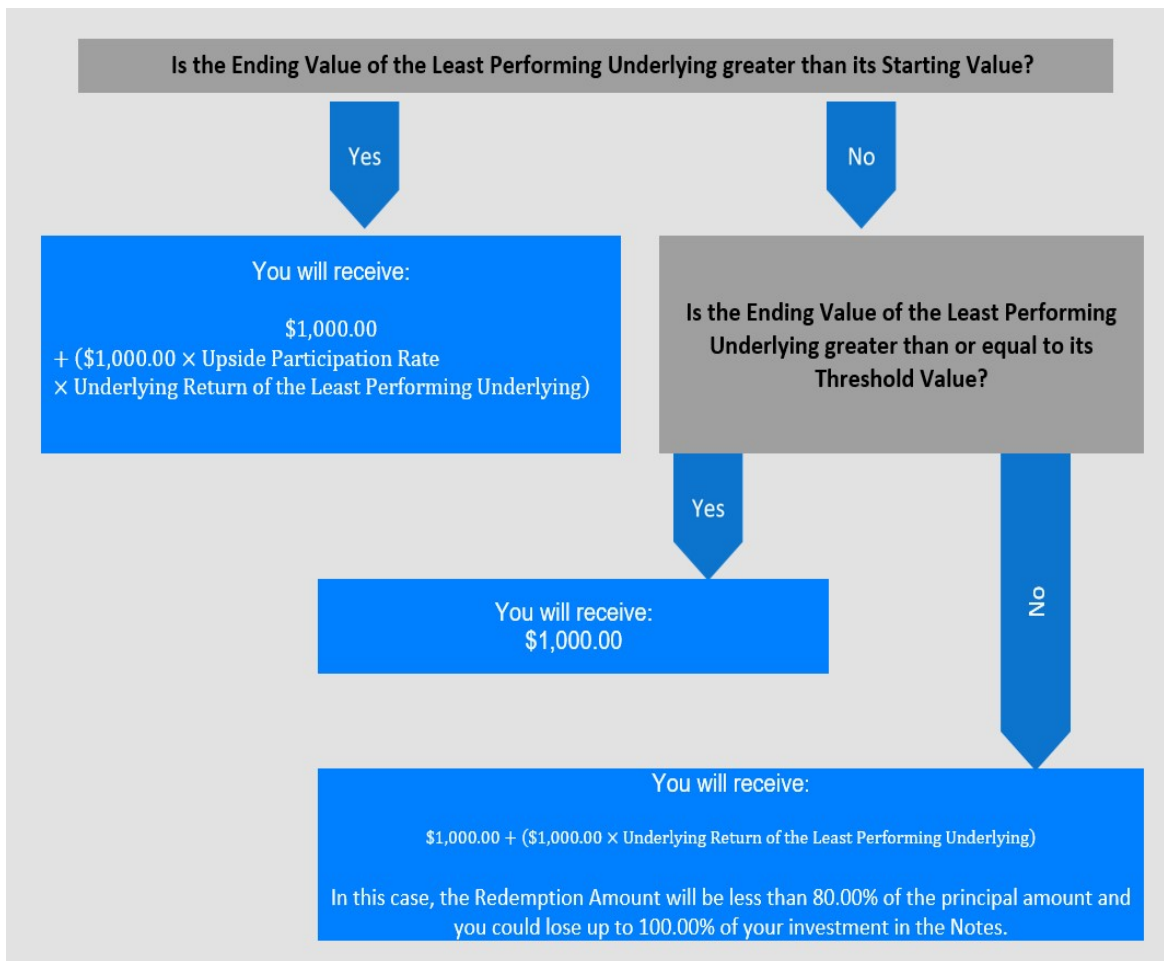 Is the Ending Value of the Least Performing Underlying greater than its Starting Value?
Yes
No
You will receive:
$1,000.00
+ ($1,000.00 × Upside Participation Rate
× Underlying Return of the Least Performing Underlying)
Is the Ending Value of the Least Performing
Underlying greater than or equal to its
Threshold Value?
Yes
No
You will receive:
$1,000.00
You will receive:
$1,000.00 + ($1,000.00 × Underlying Return of the Least Performing Underlying)
In this case, the Redemption Amount will be less than 80.00% of the principal amount and
you could lose up to 100.00% of your investment in the Notes.